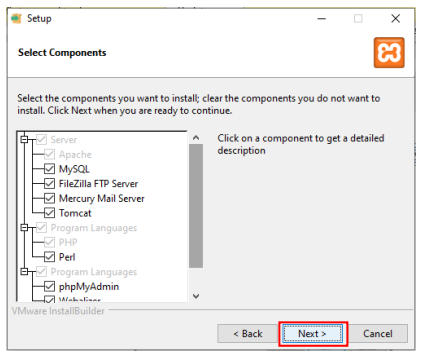 Setup
Select Components
Select the components you want to install; clear the components you do not want to
install. Click Next when you are ready to continue.
Server
Apache
MySQL
FileZilla FTP Server
Mercury Mail Server
Tomcat
Program Languages
PHP
Perl
Program Languages
phpMyAdmin
Webalizer
Click on a component to get a detailed
description
VMware InstallBuilder
< Back
Next >
Cancel